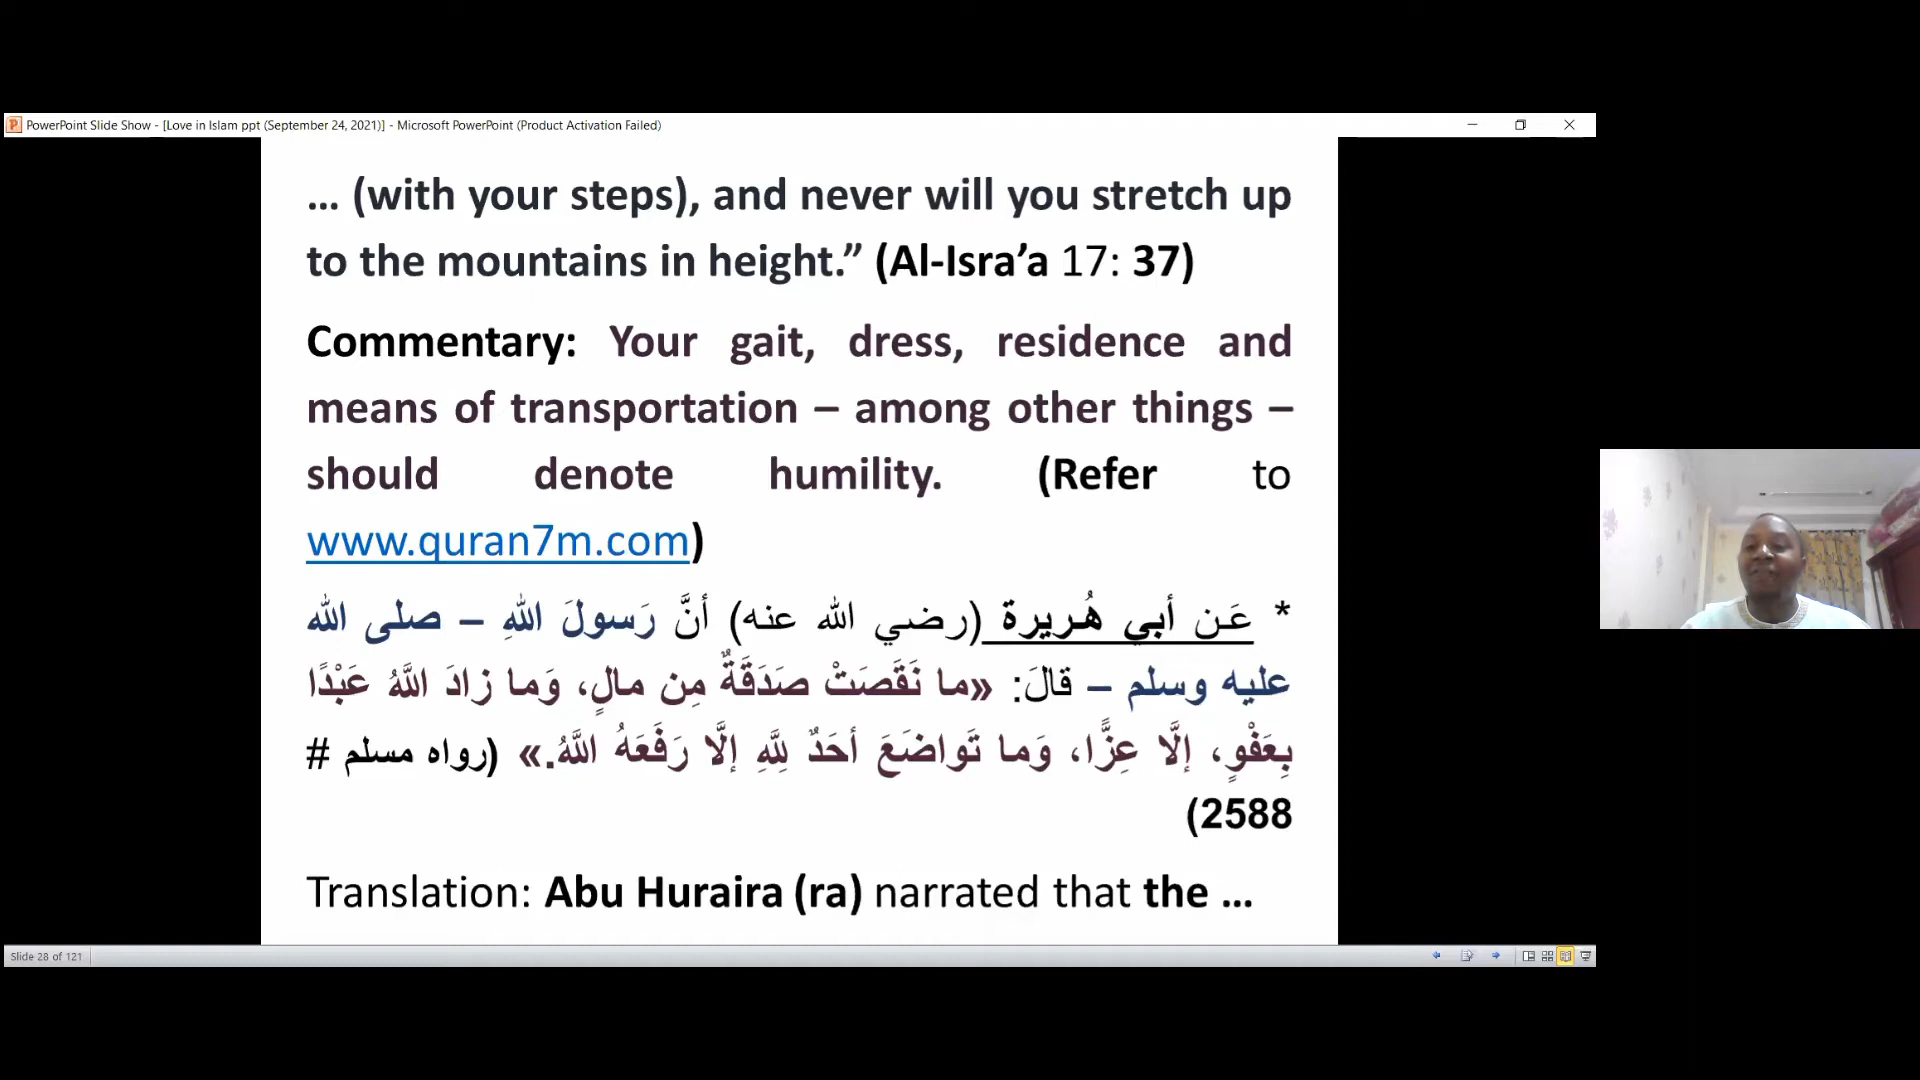 PowerPoint Slide Show - [Love in Islam ppt (September 24, 2021)] - Microsoft PowerPoint (Product Activation Failed)
... (with your steps), and never will you stretch up
to the mountains in height.” (Al-Isra’a 17: 37)
Commentary: Your gait, dress, residence and
means of transportation – among other things –
should denote humility. (Refer to
www.quran7m.com)
* عَـن أبي هُـريرة (رضـي الله عنه) أنَّ رَسولَ اللهِ – صلى الله
عليه وسلم – قالَ: «ما نَقَصَتْ صَدَقَةٌ مِن مالٍ، وَما زادَ اللَّهُ عَبْدًا
بِعَفْوٍ، إلَّا عِزًّا، وَما تَواضَعَ أحَدٌ لِلَّهِ إلَّا رَفَعَهُ اللَّهُ.» (رواه مسلم #
2588)
Translation: Abu Huraira (ra) narrated that the ...
Slide 28 of 121